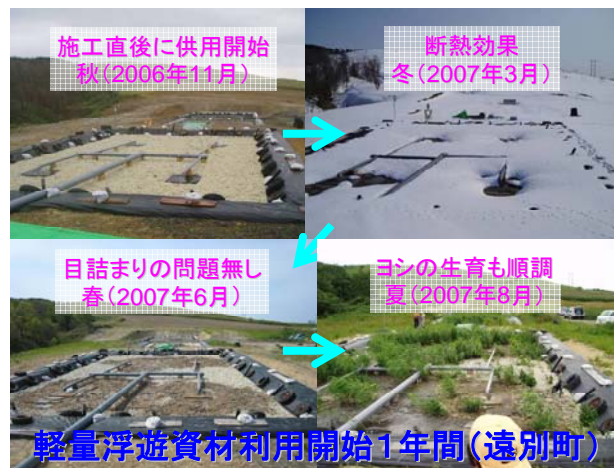 施工直後に供用開始
秋(2006年11月)
断熱効果
冬(2007年3月)
目詰まりの問題無し
春(2007年6月)
ヨシの生育も順調
夏(2007年8月)
軽量浮遊資材利用開始1年間(遠別町)